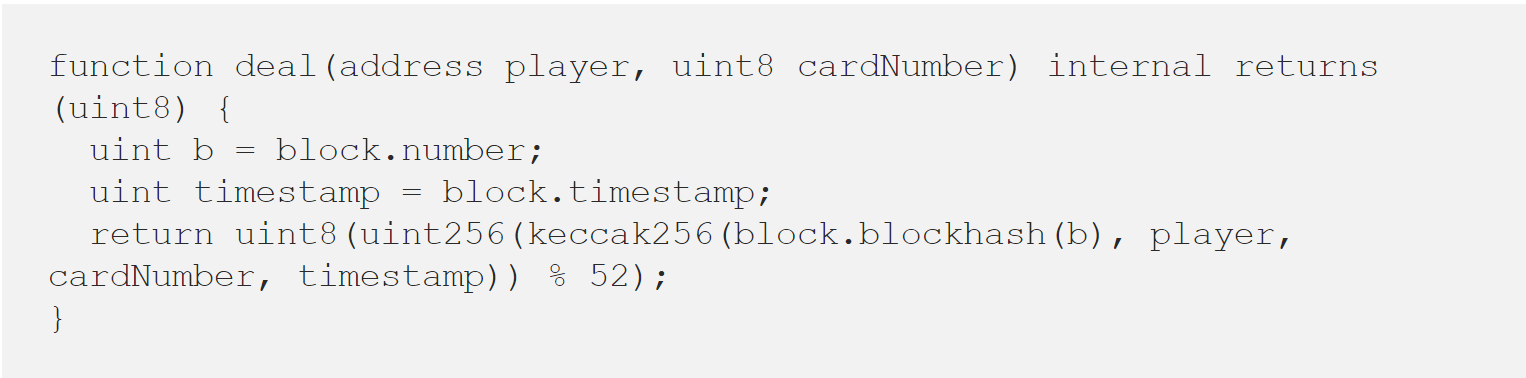 function deal(address player, uint8 cardNumber) internal returns
(uint8) {
  uint b = block.number;
  uint timestamp = block.timestamp;
  return uint8(uint256(keccak256(block.blockhash(b), player,
cardNumber, timestamp)) % 52);
}